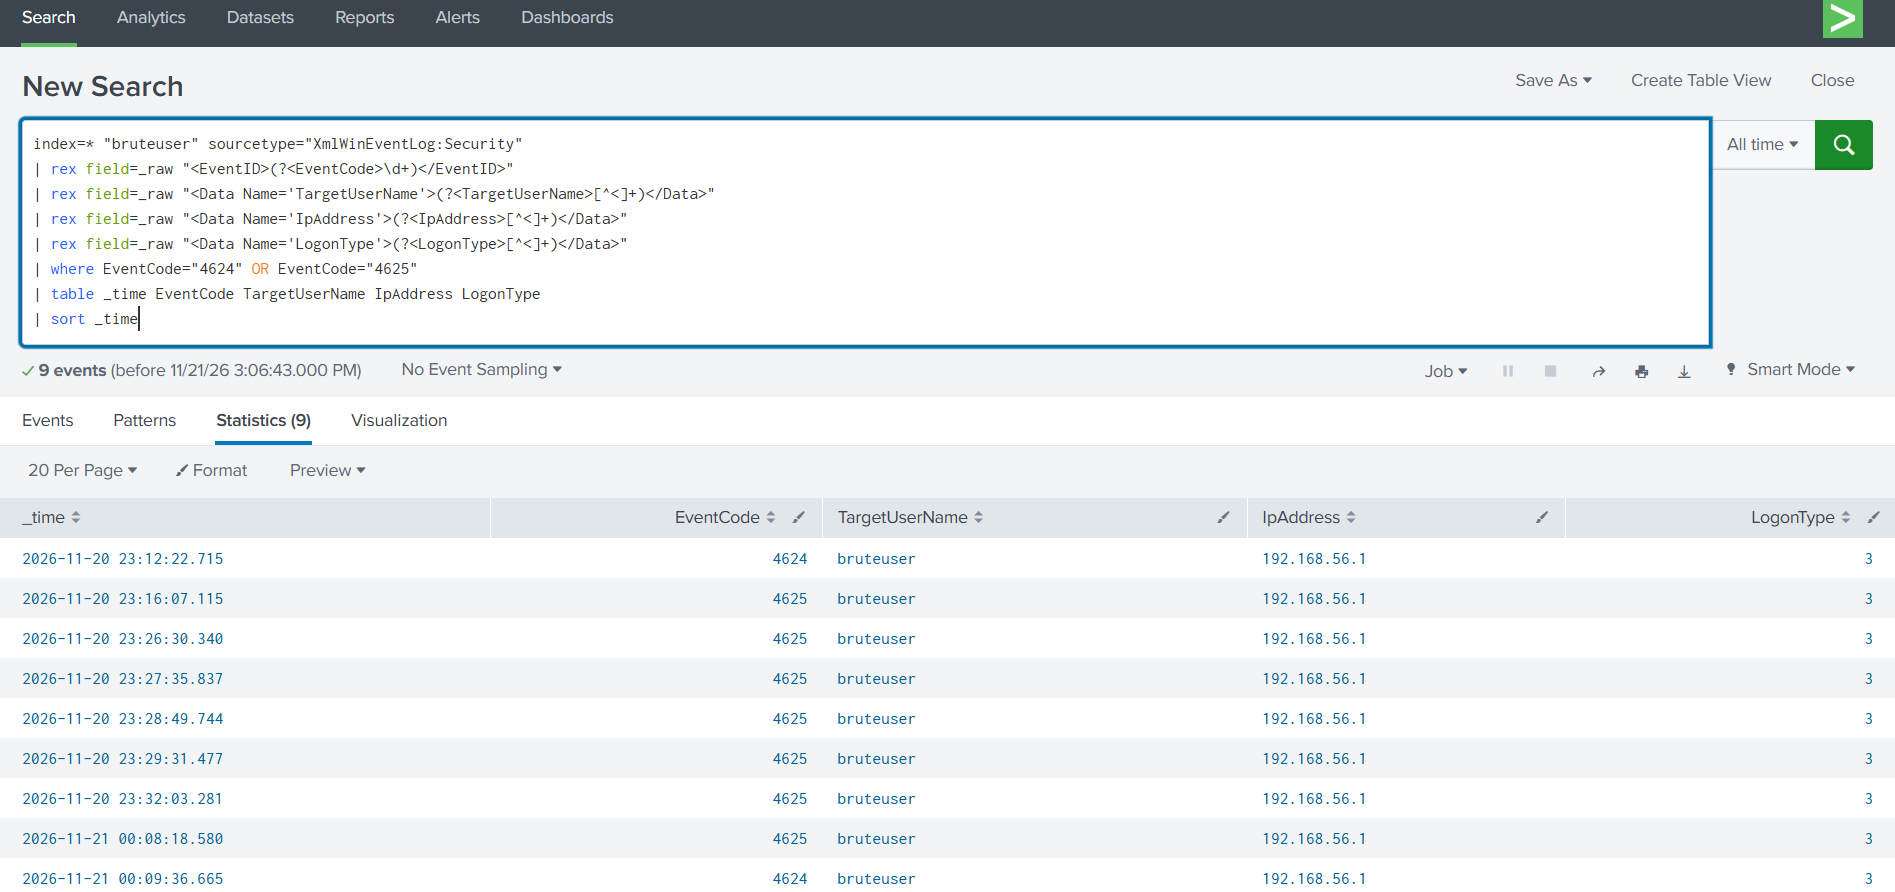 Search Analytics Datasets Reports Alerts Dashboards
New Search
Save As Create Table View Close
index=* "bruteuser" sourcetype="XmlWinEventLog:Security"
| rex field=_raw "<EventID>(?<EventCode>\d+)</EventID>"
| rex field=_raw "<Data Name='TargetUserName'>(?<TargetUserName>[^<]+)</Data>"
| rex field=_raw "<Data Name='IpAddress'>(?<IpAddress>[^<]+)</Data>"
| rex field=_raw "<Data Name='LogonType'>(?<LogonType>[^<]+)</Data>"
| where EventCode="4624" OR EventCode="4625"
| table _time EventCode TargetUserName IpAddress LogonType
| sort _time
All time
9 events (before 11/21/26 3:06:43.000 PM) No Event Sampling Job Smart Mode
Events Patterns Statistics (9) Visualization
20 Per Page Format Preview
_time EventCode TargetUserName IpAddress LogonType
2026-11-20 23:12:22.715 4624 bruteuser 192.168.56.1 3
2026-11-20 23:16:07.115 4625 bruteuser 192.168.56.1 3
2026-11-20 23:26:30.340 4625 bruteuser 192.168.56.1 3
2026-11-20 23:27:35.837 4625 bruteuser 192.168.56.1 3
2026-11-20 23:28:49.744 4625 bruteuser 192.168.56.1 3
2026-11-20 23:29:31.477 4625 bruteuser 192.168.56.1 3
2026-11-20 23:32:03.281 4625 bruteuser 192.168.56.1 3
2026-11-21 00:08:18.580 4625 bruteuser 192.168.56.1 3
2026-11-21 00:09:36.665 4624 bruteuser 192.168.56.1 3